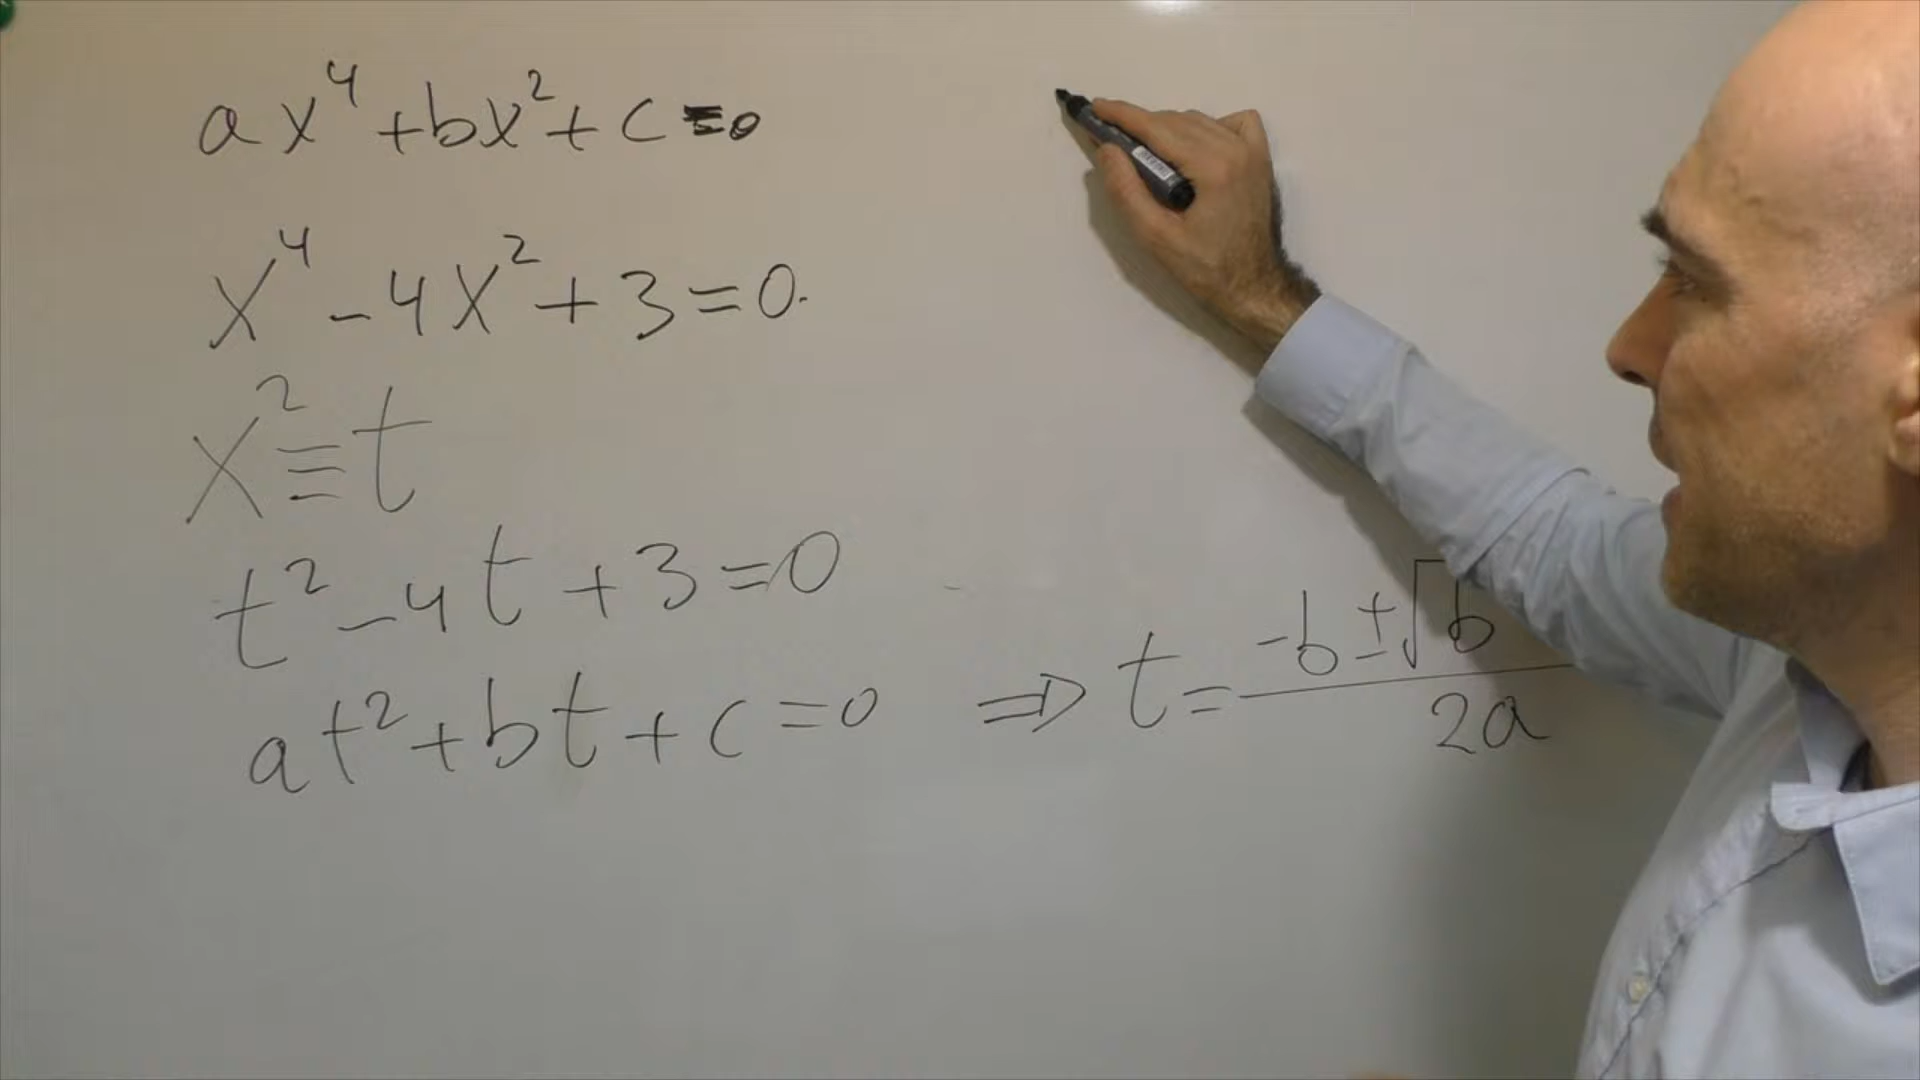 ax⁴+bx²+c=0
x⁴-4x²+3=0.
x²≡t
t²-4t+3=0
at²+bt+c=0 ⇒ t=(-b±√b)/2a